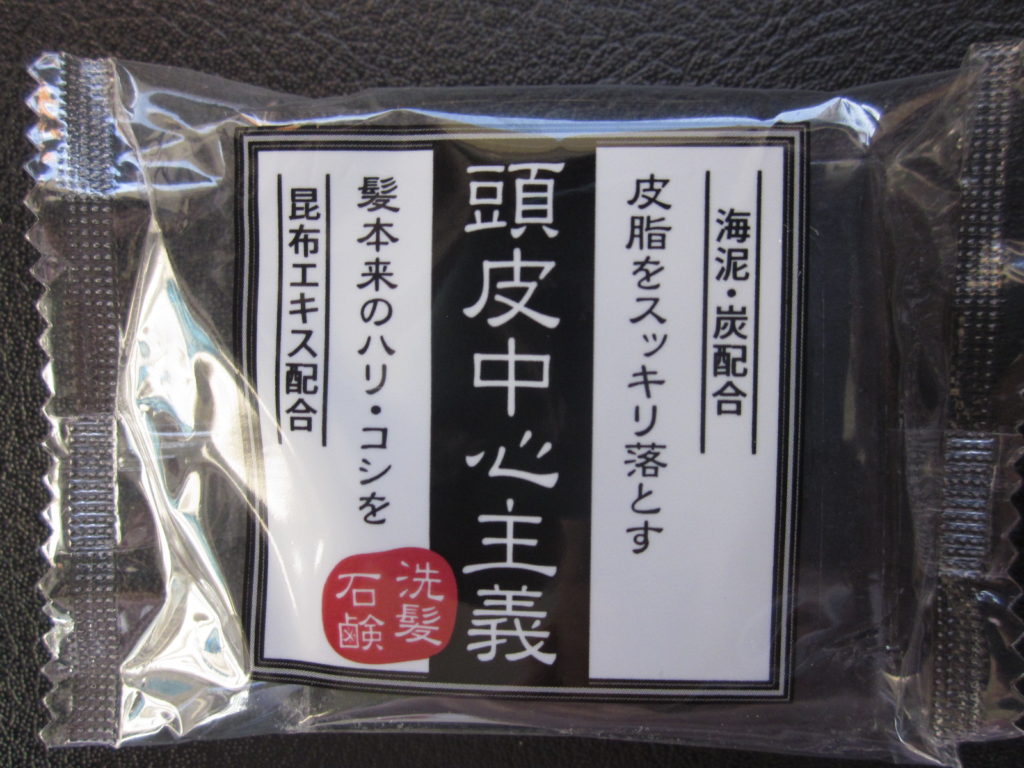 海泥・炭配合
皮脂をスッキリ落とす
頭皮中心主義
髪本来のハリ・コシを
昆布エキス配合
洗髪
石鹸